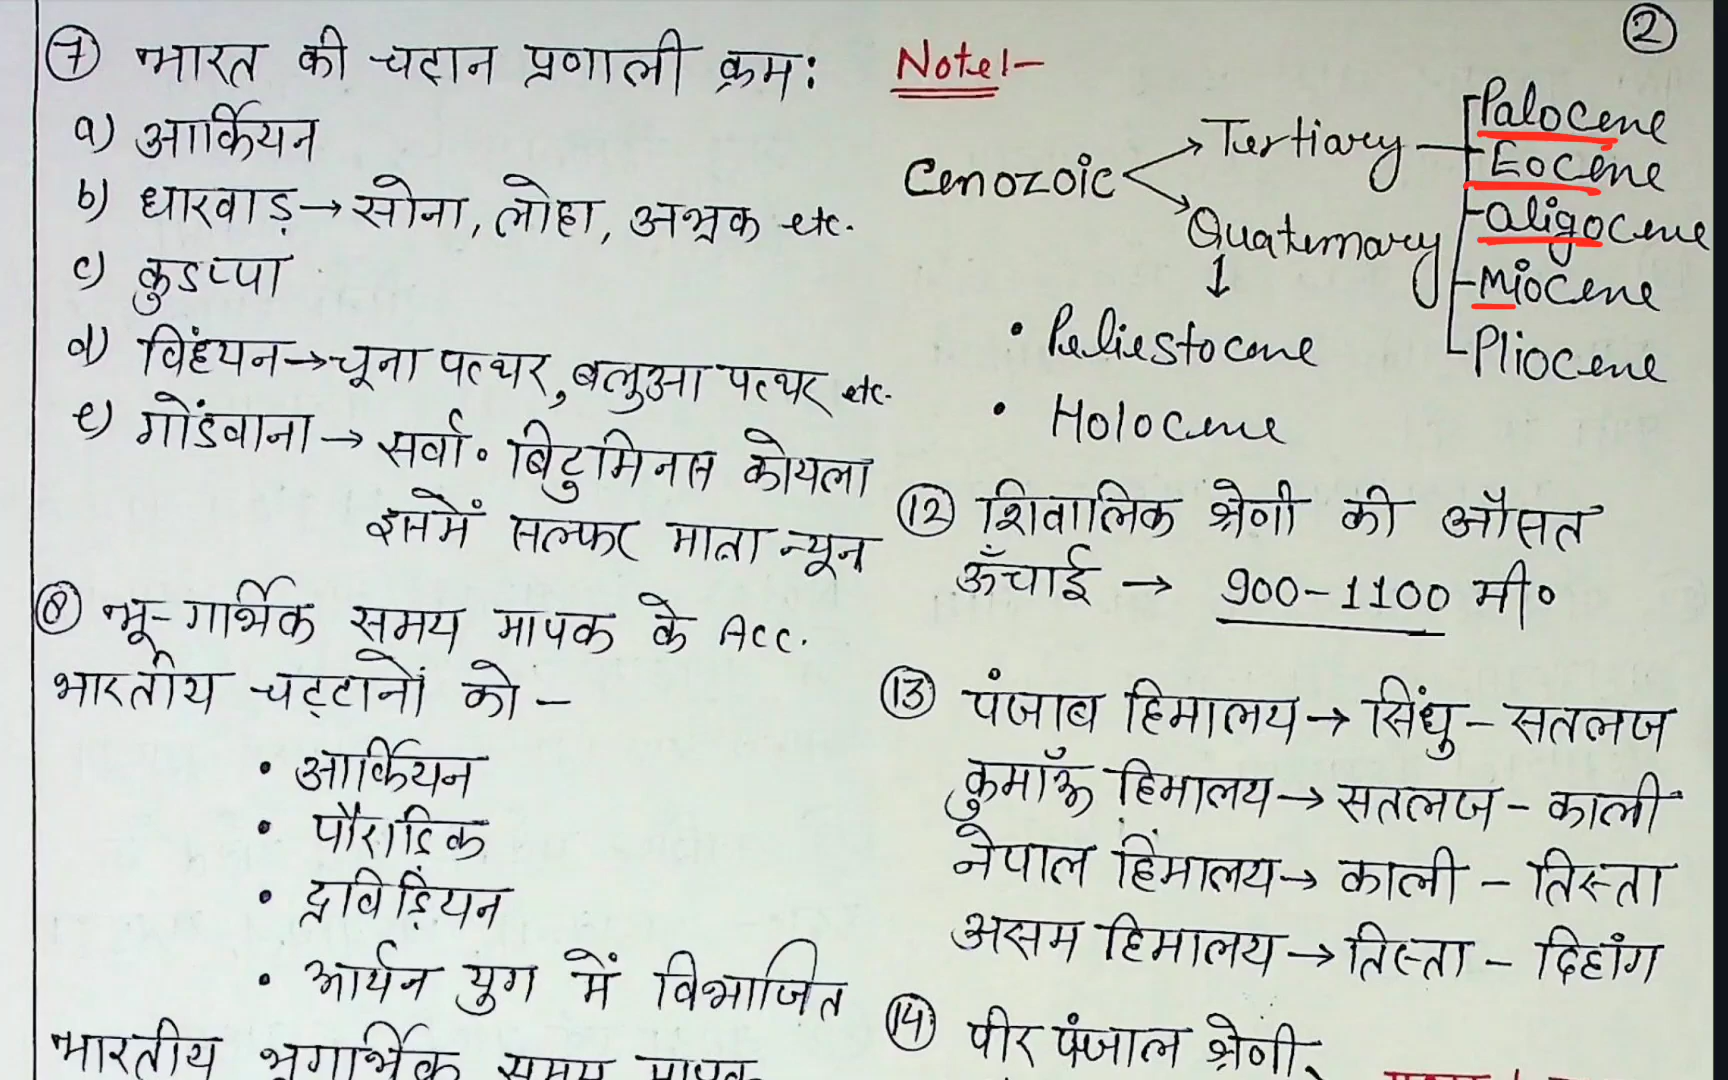 2
⑦ भारत की चटान प्रणाली क्रम:
a) आर्कियन
b) धारवाड़→सोना, लोहा, अभ्रक etc.
c) कुडप्पा
d) विंध्यन→चूना पत्थर, बलुआ पत्थर etc.
e) गोंडवाना → सर्वा० बिटुमिनस कोयला
इसमें सल्फर मात्रा न्यून
⑧ भू-गर्भिक समय मापक के Acc.
भारतीय चट्टानों को -
• आर्कियन
• पौराड़िक
• द्रविड़ियन
• आर्यन युग में विभाजित
भारतीय भूगर्भिक समय मापक
Note!-
Cenozoic
Tertiary
Quaternary
Palocene
Eocene
aligocene
Miocene
Pliocene
• Peliestocene
• Holocene
⑫ शिवालिक श्रेणी की औसत
ऊँचाई → 900-1100 मी०
⑬ पंजाब हिमालय→ सिंधु-सतलज
कुमाऊँ हिमालय→ सतलज - काली
नेपाल हिमालय→ काली - तिस्ता
असम हिमालय→ तिस्ता - दिहांग
⑭ पीर पंजाल श्रेणी